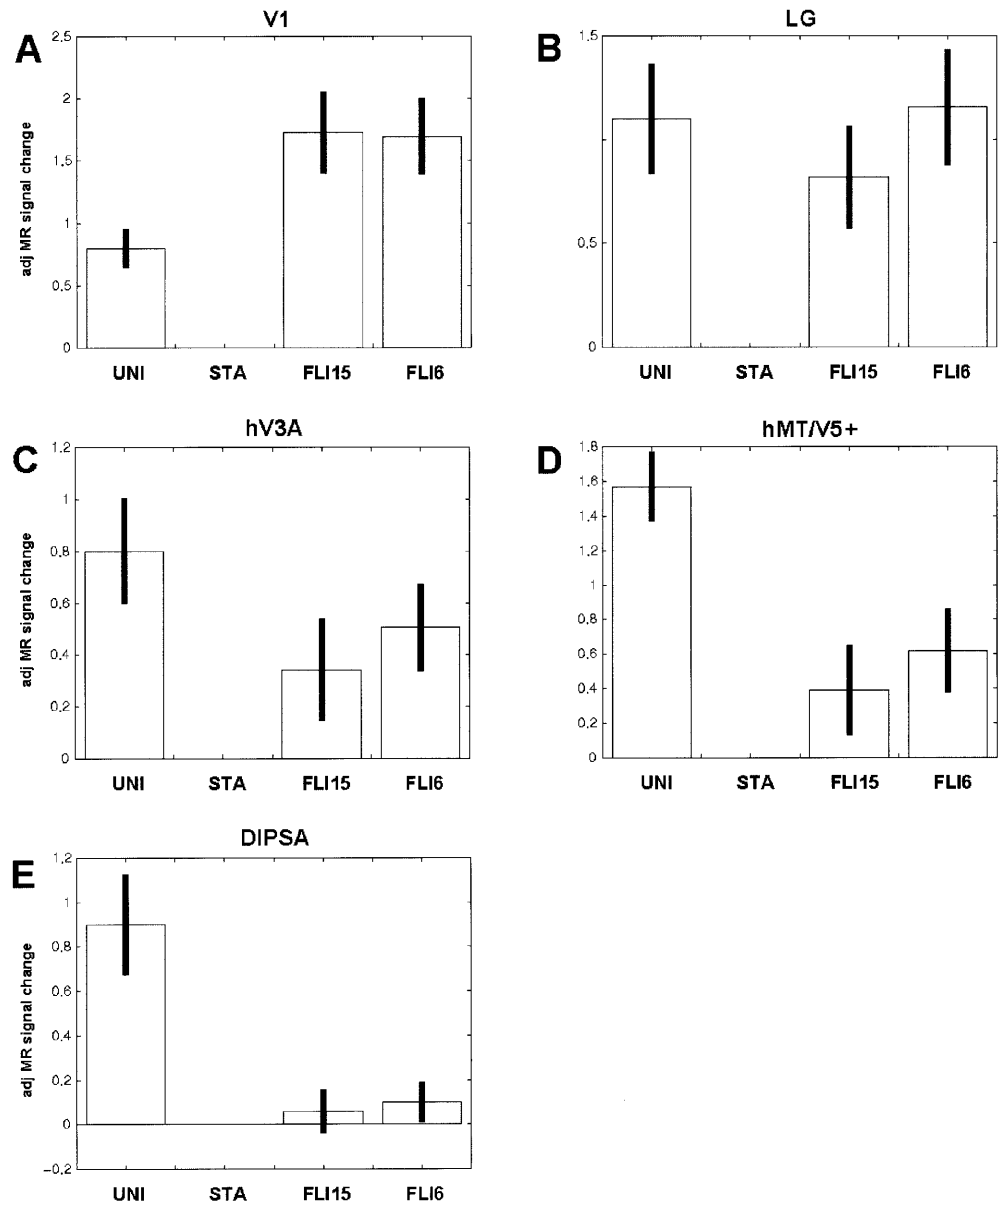 V1
A
adj MR signal change
2,5
2
1,5
1
0,5
0
UNI STA FLI15 FLI6
LG
B
1,5
0,5
0
UNI STA FLI15 FLI6
hV3A
C
adj MR signal change
1,2
1
0,8
0,6
0,4
0,2
0
UNI STA FLI15 FLI6
hMT/V5+
D
1,8
1,6
1,4
1,2
1
0,8
0,6
0,4
0,2
0
UNI STA FLI15 FLI6
DIPSA
E
adj MR signal change
1,2
1
0,8
0,6
0,4
0,2
0
−0,2
UNI STA FLI15 FLI6